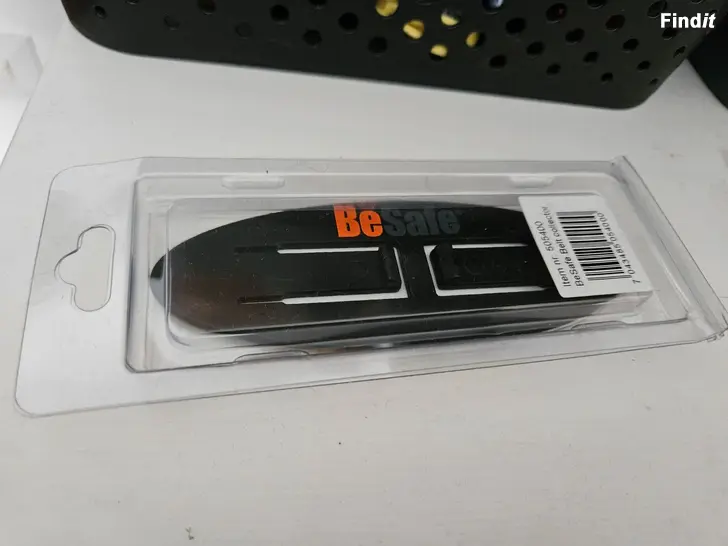 Findit
BeSafe
Item nr. 505400
BeSafe Belt collector